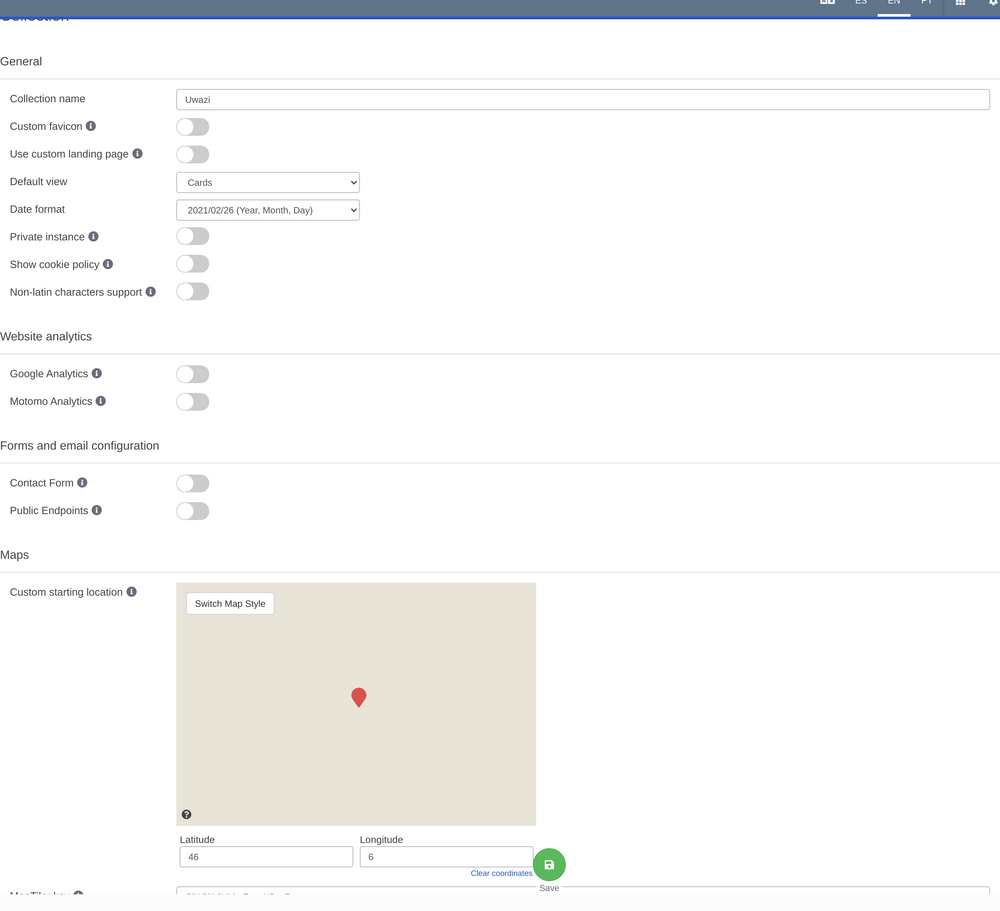 ES EN PT
Collection
General
Collection name Uwazi
Custom favicon
Use custom landing page
Default view Cards
Date format 2021/02/26 (Year, Month, Day)
Private instance
Show cookie policy
Non-latin characters support
Website analytics
Google Analytics
Motomo Analytics
Forms and email configuration
Contact Form
Public Endpoints
Maps
Custom starting location
Switch Map Style
Latitude Longitude
46 6
Clear coordinates
Save
MapTiler key